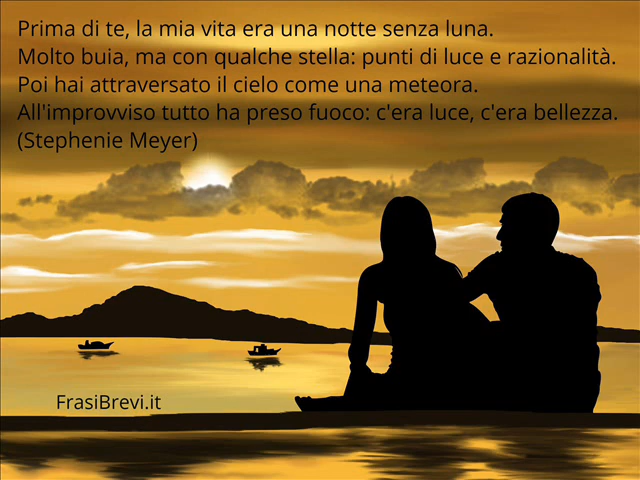 Prima di te, la mia vita era una notte senza luna.
Molto buia, ma con qualche stella: punti di luce e razionalità.
Poi hai attraversato il cielo come una meteora.
All'improvviso tutto ha preso fuoco: c'era luce, c'era bellezza.
(Stephenie Meyer)
FrasiBrevi.it